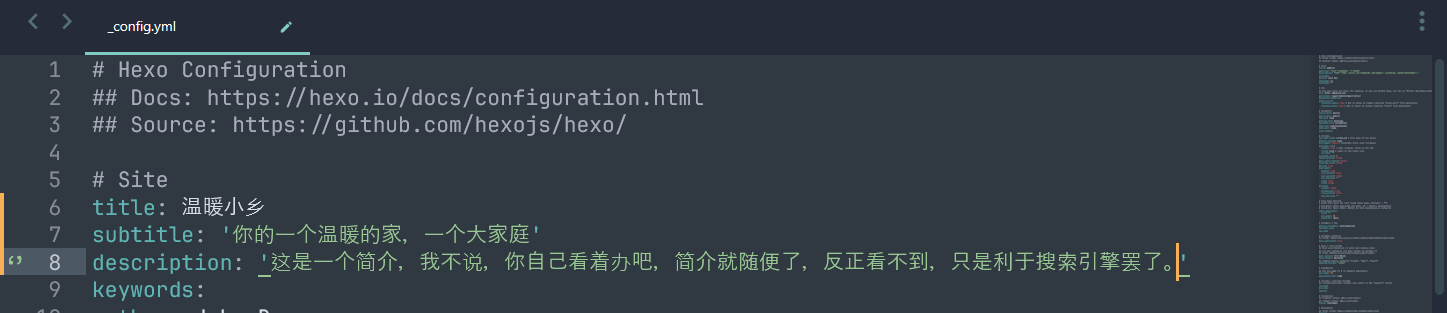 _config.yml
1 # Hexo Configuration
2 ## Docs: https://hexo.io/docs/configuration.html
3 ## Source: https://github.com/hexojs/hexo/
4
5 # Site
6 title: 温暖小乡
7 subtitle: '你的一个温暖的家，一个大家庭'
8 description: '这是一个简介，我不说，你自己看着办吧，简介就随便了，反正看不到，只是利于搜索引擎罢了。'
9 keywords: